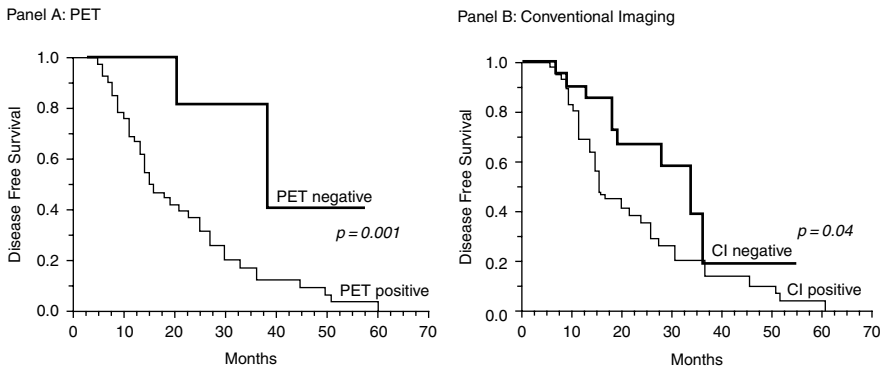 Panel A: PET
Disease Free Survival
1.0
0.8
0.6
0.4
0.2
0.0
PET negative
p = 0.001
PET positive
0 10 20 30 40 50 60 70
Months
Panel B: Conventional Imaging
Disease Free Survival
1.0
0.8
0.6
0.4
0.2
0.0
p = 0.04
CI negative
CI positive
0 10 20 30 40 50 60 70
Months